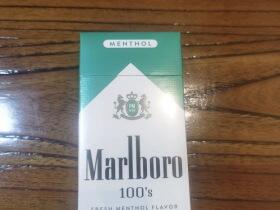 MENTHOL
Marlboro
100's
FRESH MENTHOL FLAVOR